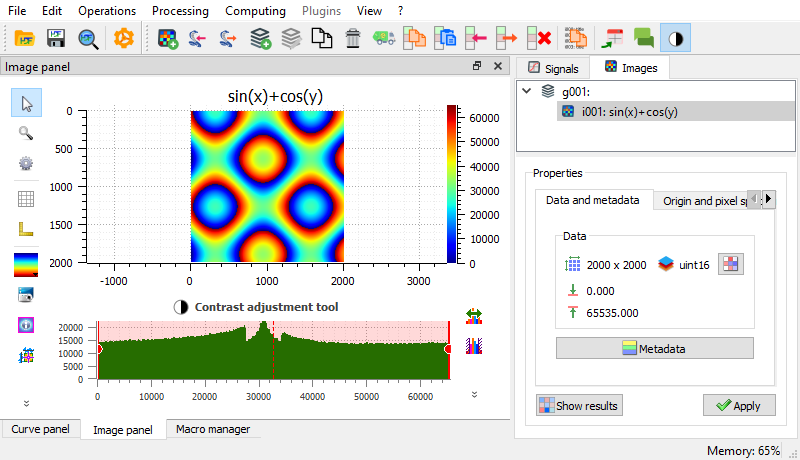 File Edit Operations Processing Computing Plugins View ?
Image panel
sin(x)+cos(y)
0
500
1000
1500
2000
-1000 0 1000 2000 3000
60000
50000
40000
30000
20000
10000
0
Contrast adjustment tool
20000
15000
10000
5000
0
0 10000 20000 30000 40000 50000 60000
Curve panel Image panel Macro manager
Signals Images
g001:
i001: sin(x)+cos(y)
Properties
Data and metadata Origin and pixel sp
Data
2000 x 2000 uint16
0.000
65535.000
Metadata
Show results Apply
Memory: 65%